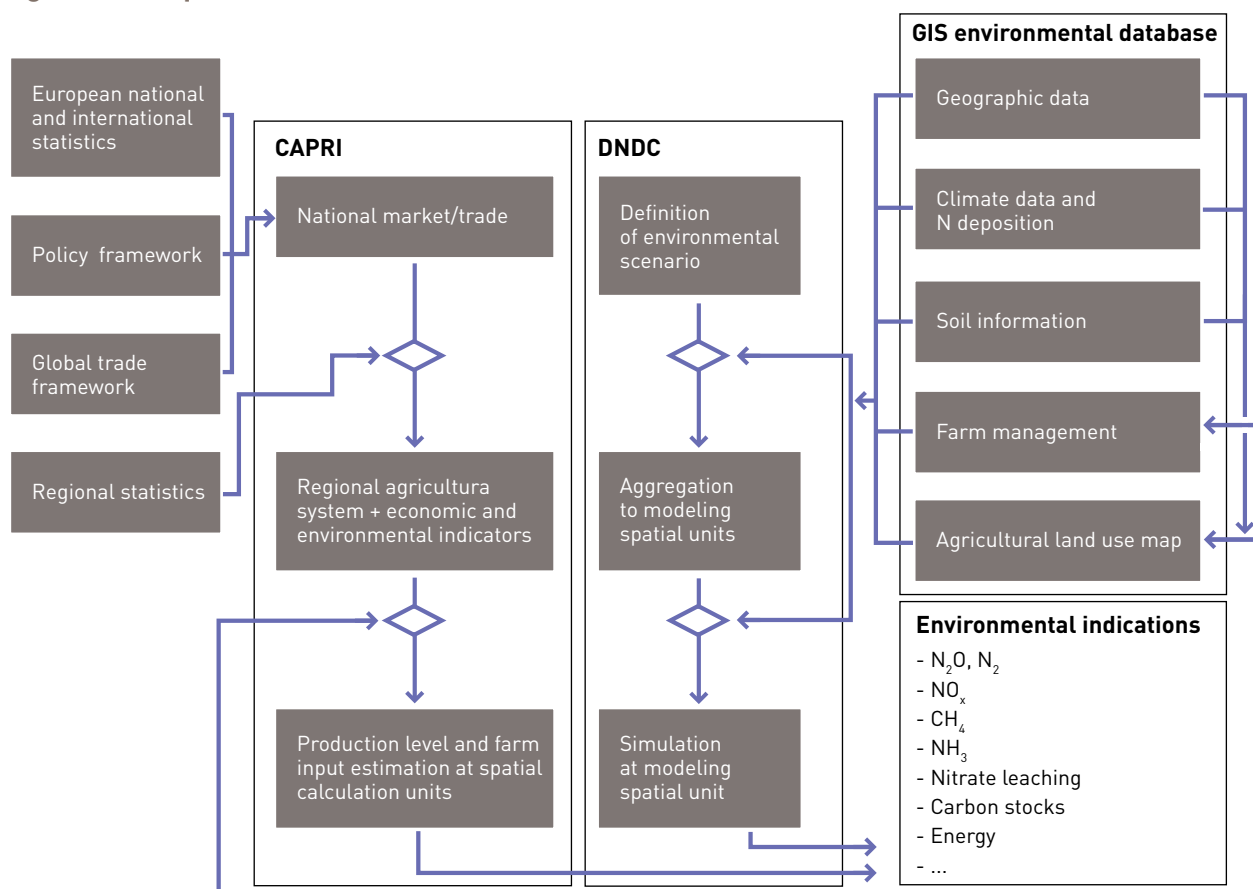 European national
and international
statistics
Policy framework
Global trade
framework
Regional statistics
CAPRI
National market/trade
Regional agricultura
system + economic and
environmental indicators
Production level and farm
input estimation at spatial
calculation units
DNDC
Definition
of environmental
scenario
Aggregation
to modeling
spatial units
Simulation
at modeling
spatial unit
GIS environmental database
Geographic data
Climate data and
N deposition
Soil information
Farm management
Agricultural land use map
Environmental indications
- N₂O, N₂
- NOₓ
- CH₄
- NH₃
- Nitrate leaching
- Carbon stocks
- Energy
- ...